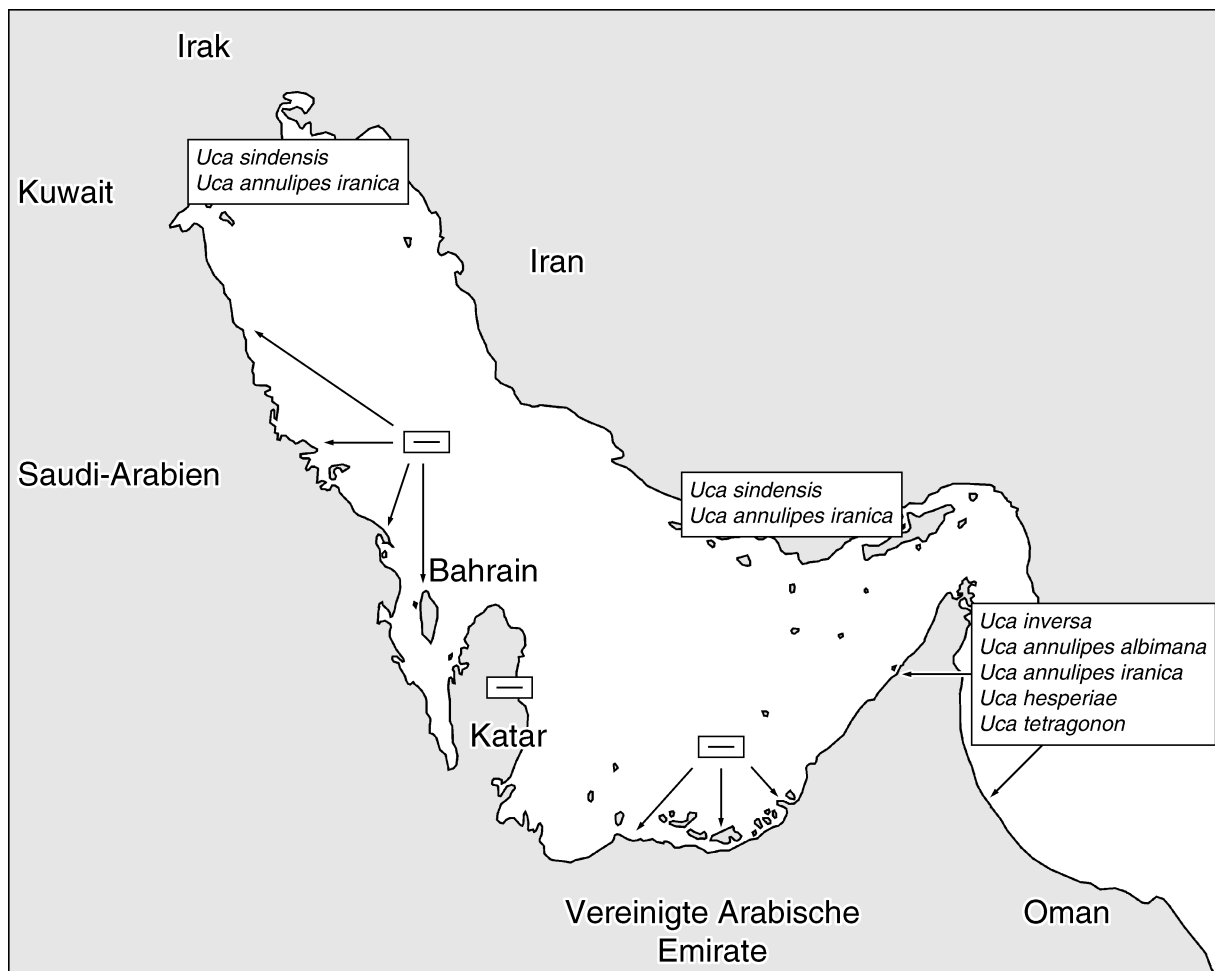 Irak
Uca sindensis
Uca annulipes iranica
Kuwait
Iran
Saudi-Arabien
Uca sindensis
Uca annulipes iranica
Bahrain
Uca inversa
Uca annulipes albimana
Uca annulipes iranica
Uca hesperiae
Uca tetragonon
Katar
Vereinigte Arabische
Emirate
Oman